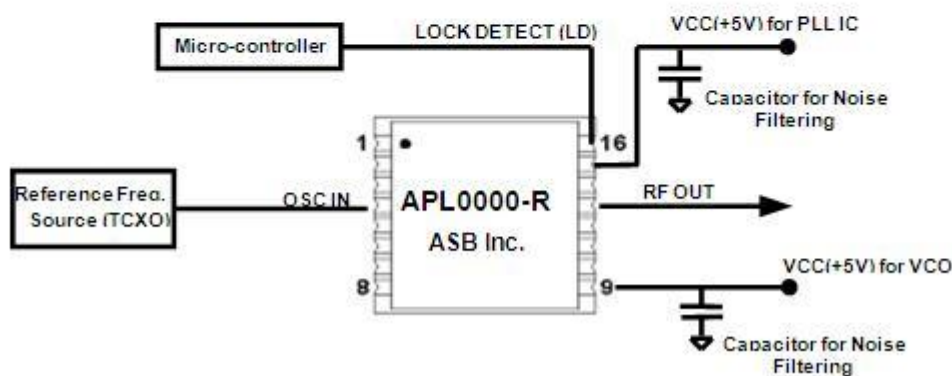 LOCK DETECT (LD)
VCC(+5V) for PLL IC
Micro-controller
Capacitor for Noise
Filtering
1
16
Reference Freq.
Source (TCXO)
OSC IN
APL0000-R
RF OUT
ASB Inc.
8
9
VCC(+5V) for VCO
Capacitor for Noise
Filtering